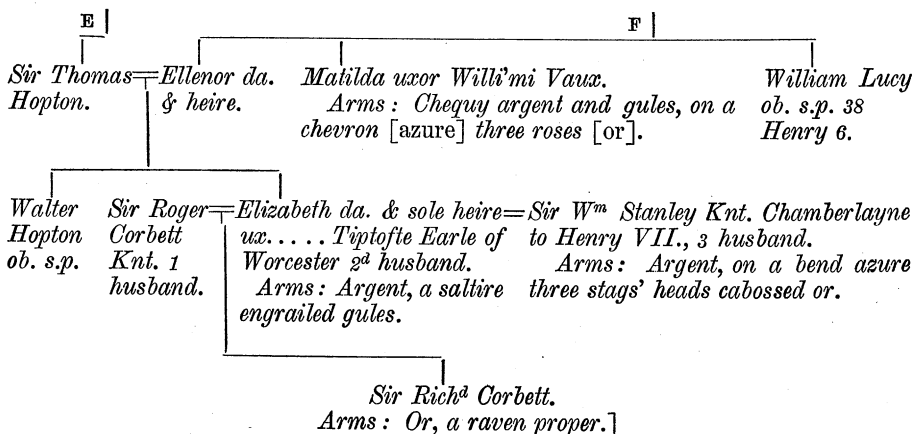 E F
Sir Thomas=Ellenor da. Matilda uxor Willi'mi Vaux. William Lucy
Hopton. & heire. Arms: Chequy argent and gules, on a ob. s.p. 38
chevron [azure] three roses [or]. Henry 6.
Walter Sir Roger=Elizabeth da. & sole heire=Sir Wᵐ Stanley Knt. Chamberlayne
Hopton Corbett ux..... Tiptofte Earle of to Henry VII., 3 husband.
ob. s.p. Knt. 1 Worcester 2ᵈ husband. Arms: Argent, on a bend azure
husband. Arms: Argent, a saltire three stags' heads cabossed or.
engrailed gules.
Sir Richᵈ Corbett.
Arms: Or, a raven proper.]